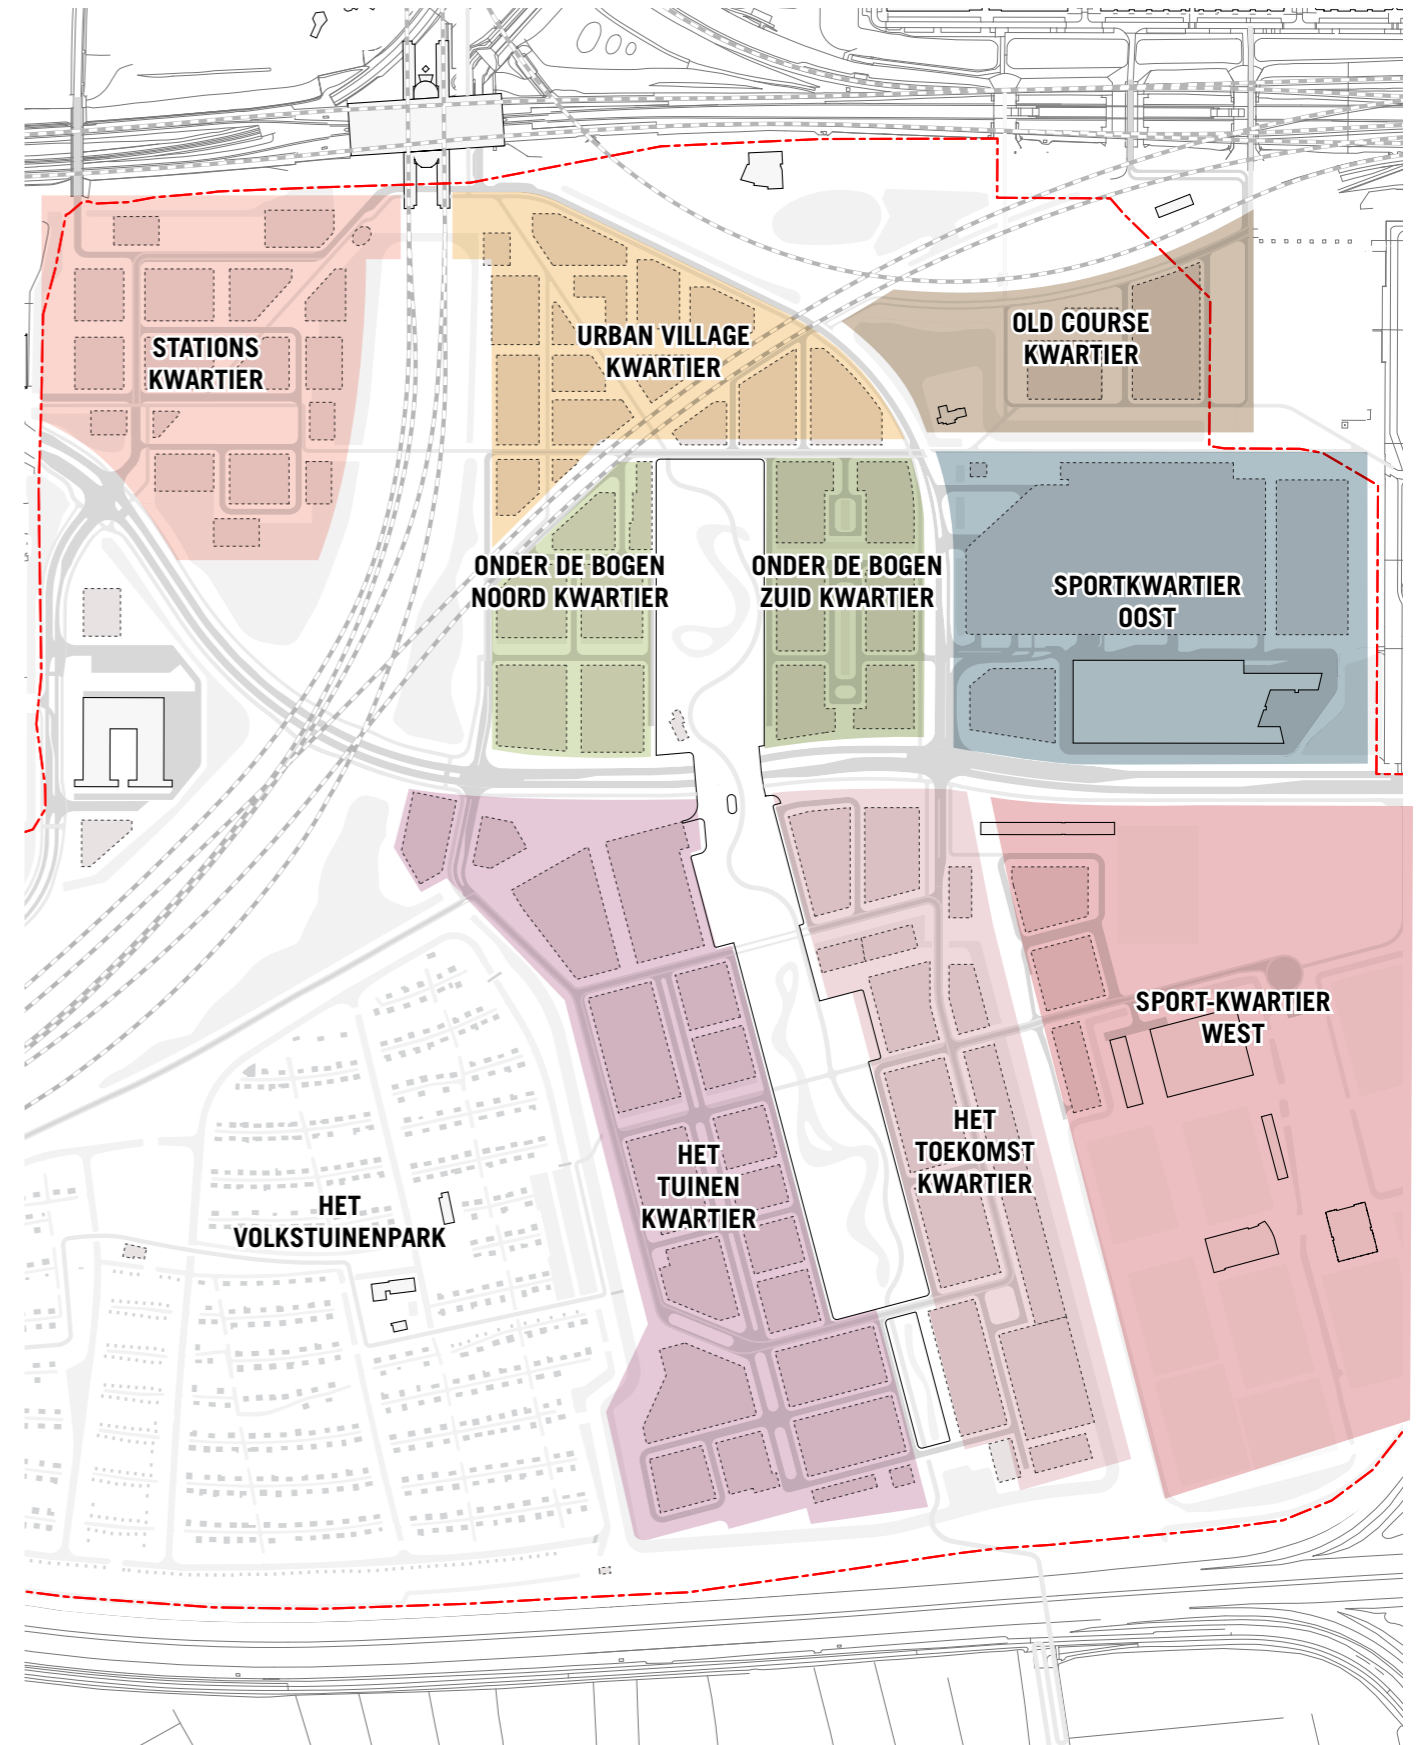 OLD COURSE
KWARTIER
URBAN VILLAGE
KWARTIER
STATIONS
KWARTIER
ONDER DE BOGEN
NOORD KWARTIER
ONDER DE BOGEN
ZUID KWARTIER
SPORTKWARTIER
OOST
SPORT-KWARTIER
WEST
HET
TOEKOMST
KWARTIER
HET
TUINEN
KWARTIER
HET
VOLKSTUINENPARK